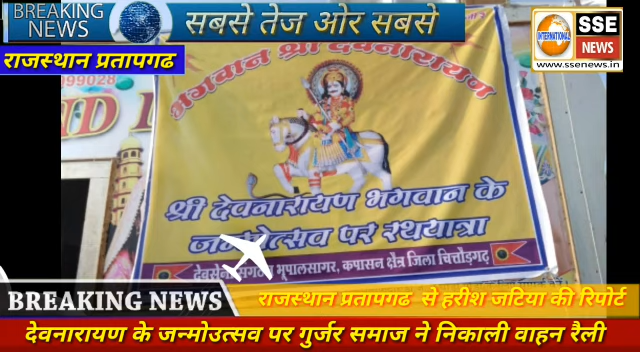 BREAKING NEWS
सबसे तेज ओर सबसे
INTERNATIONAL
SSE
NEWS
www.ssenews.in
राजस्थान प्रतापगढ
99028
भगवान श्री देवनारायण
श्री देवनारायण भगवान के
जन्मोत्सव पर रथयात्रा
देवसेना भूपालसागर, कपासन क्षैत्र जिला चित्तौड़गढ़
BREAKING NEWS
राजस्थान प्रतापगढ से हरीश जटिया की रिपोर्ट
देवनारायण के जन्मोउत्सव पर गुर्जर समाज ने निकाली वाहन रैली